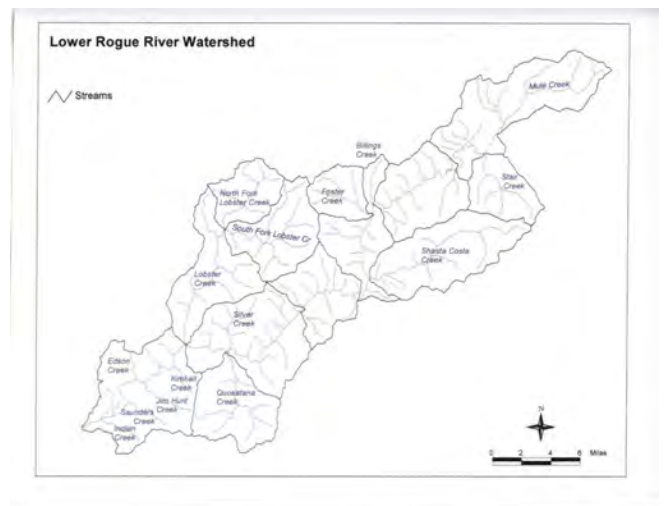 Lower Rogue River Watershed
Streams
Mule Creek
Billings
Creek
Stair
Creek
North Fork
Lobster Creek
Foster
Creek
South Fork Lobster Cr
Shasta Costa
Creek
Lobster
Creek
Silver
Creek
Edson
Creek
Kimball
Creek
Quosatana
Creek
Jim Hunt
Creek
Saunders
Creek
Indian
Creek
N
0 2 4 6 Miles